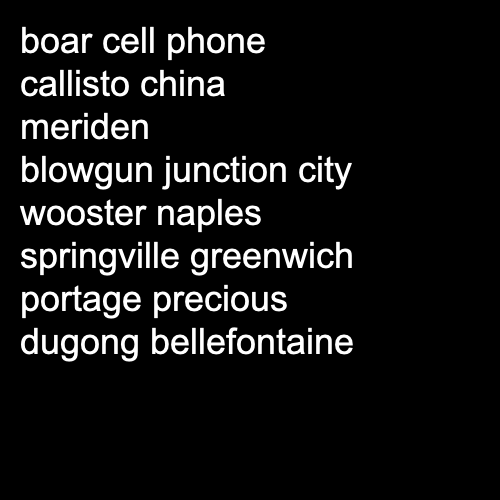 boar cell phone
callisto china
meriden
blowgun junction city
wooster naples
springville greenwich
portage precious
dugong bellefontaine